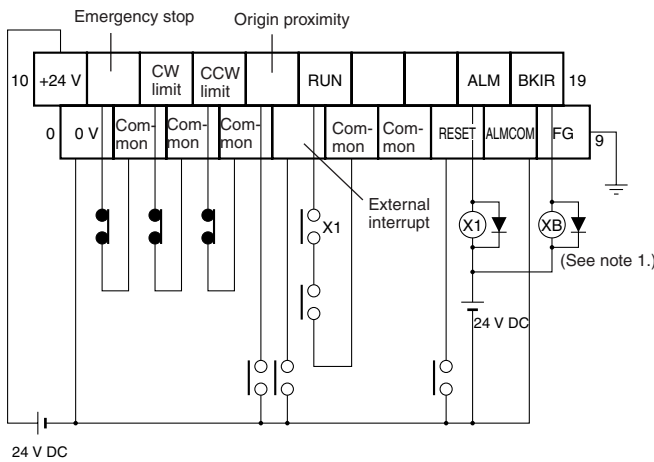 Emergency stop
Origin proximity
10
+24 V
CW
limit
CCW
limit
RUN
ALM
BKIR
19
0
0 V
Com-
mon
Com-
mon
Com-
mon
Com-
mon
Com-
mon
RESET
ALMCOM
FG
9
External
interrupt
X1
X1
XB
(See note 1.)
24 V DC
24 V DC